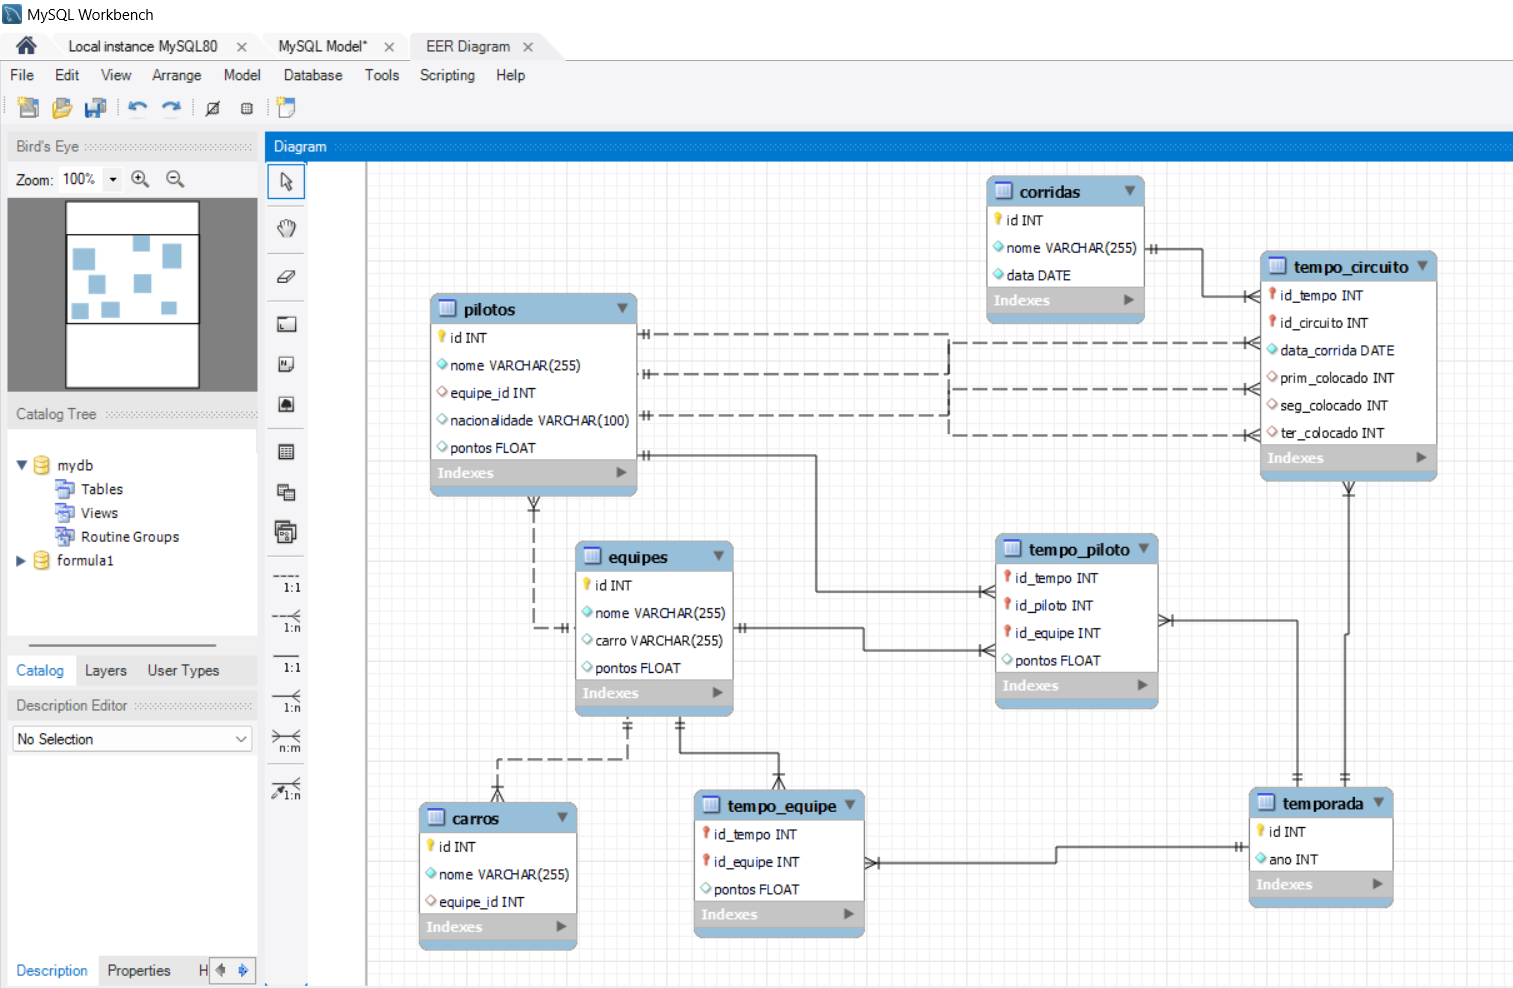 MySQL Workbench
Local instance MySQL80 ×
MySQL Model* ×
EER Diagram ×
File Edit View Arrange Model Database Tools Scripting Help
Bird's Eye
Zoom: 100%
Catalog Tree
mydb
Tables
Views
Routine Groups
formula1
Catalog Layers User Types
Description Editor
No Selection
Description Properties H
Diagram
1:1
1:n
1:1
1:n
n:m
1:n
corridas
id INT
nome VARCHAR(255)
data DATE
Indexes
tempo_circuito
id_tempo INT
id_circuito INT
data_corrida DATE
prim_colocado INT
seg_colocado INT
ter_colocado INT
Indexes
pilotos
id INT
nome VARCHAR(255)
equipe_id INT
nacionalidade VARCHAR(100)
pontos FLOAT
Indexes
equipes
id INT
nome VARCHAR(255)
carro VARCHAR(255)
pontos FLOAT
Indexes
tempo_piloto
id_tempo INT
id_piloto INT
id_equipe INT
pontos FLOAT
Indexes
carros
id INT
nome VARCHAR(255)
equipe_id INT
Indexes
tempo_equipe
id_tempo INT
id_equipe INT
pontos FLOAT
Indexes
temporada
id INT
ano INT
Indexes